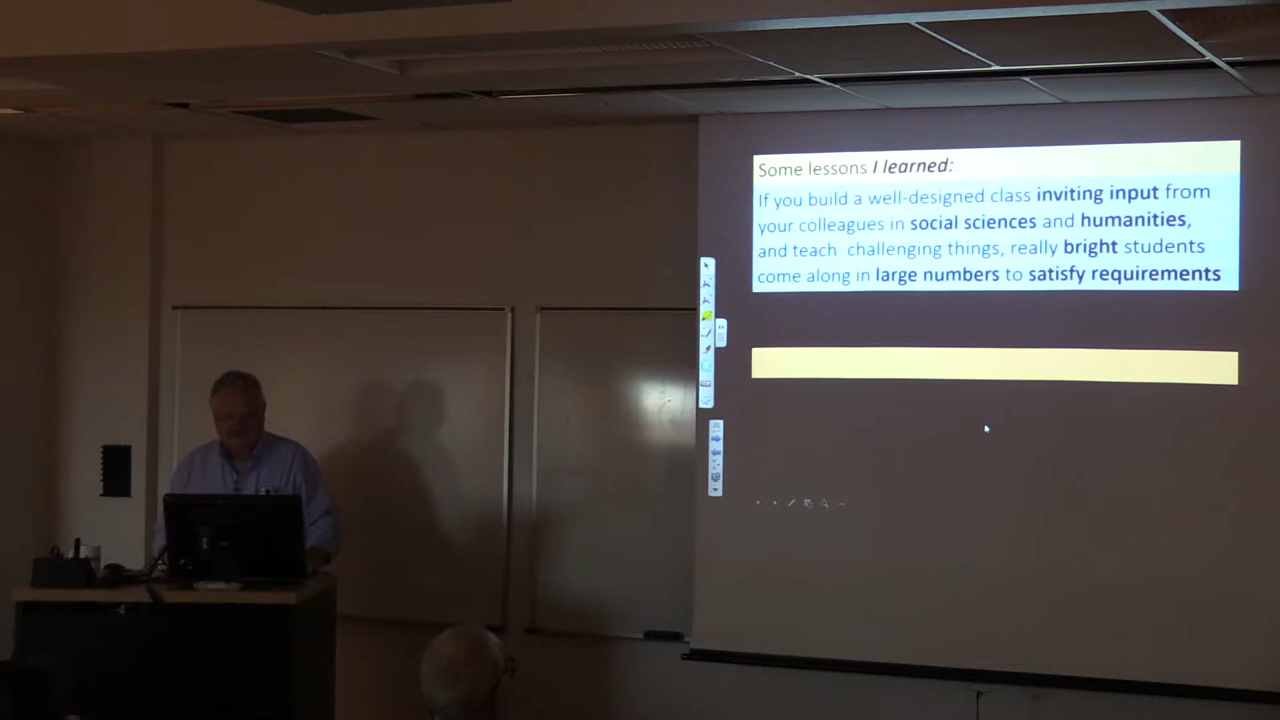 Some lessons I learned:
If you build a well-designed class inviting input from
your colleagues in social sciences and humanities,
and teach challenging things, really bright students
come along in large numbers to satisfy requirements